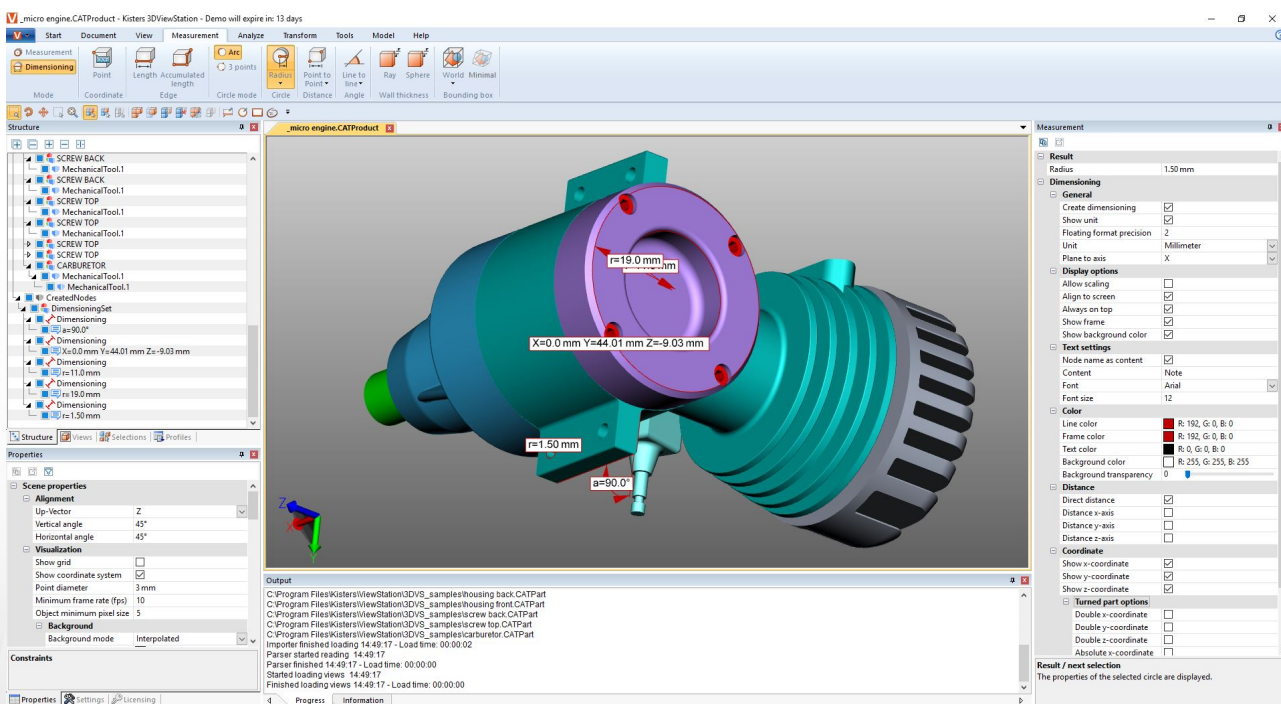 _micro engine.CATProduct - Kisters 3DViewStation - Demo will expire in: 13 days
Start Document View Measurement Analyze Transform Tools Model Help
Measurement
Dimensioning
Mode
Point
Coordinate
Length Accumulated length
Edge
Arc
3 points
Circle mode
Radius
Circle
Point to Point
Distance
Line to line
Angle
Ray Sphere
Wall thickness
World Minimal
Bounding box
Structure
SCREW BACK
MechanicalTool.1
SCREW BACK
MechanicalTool.1
SCREW TOP
MechanicalTool.1
SCREW TOP
MechanicalTool.1
SCREW TOP
SCREW TOP
CARBURETOR
MechanicalTool.1
MechanicalTool.1
CreatedNodes
DimensioningSet
Dimensioning
a=90.0°
Dimensioning
X=0.0 mm Y=44.01 mm Z=-9.03 mm
Dimensioning
r=11.0 mm
Dimensioning
r=19.0 mm
Dimensioning
r=1.50 mm
Structure Views Selections Profiles
Properties
Scene properties
Alignment
Up-Vector Z
Vertical angle 45°
Horizontal angle 45°
Visualization
Show grid
Show coordinate system
Point diameter 3 mm
Minimum frame rate (fps) 10
Object minimum pixel size 5
Background
Background mode Interpolated
Constraints
Properties Settings Licensing
_micro engine.CATProduct
r=19.0 mm
X=0.0 mm Y=44.01 mm Z=-9.03 mm
r=1.50 mm
a=90.0°
Z
X
Y
Output
C:\Program Files\Kisters\ViewStation\3DVS_samples\housing back.CATPart
C:\Program Files\Kisters\ViewStation\3DVS_samples\housing front.CATPart
C:\Program Files\Kisters\ViewStation\3DVS_samples\screw back.CATPart
C:\Program Files\Kisters\ViewStation\3DVS_samples\screw top.CATPart
C:\Program Files\Kisters\ViewStation\3DVS_samples\carburetor.CATPart
Importer finished loading 14:49:17 - Load time: 00:00:02
Parser started reading 14:49:17
Parser finished 14:49:17 - Load time: 00:00:00
Started loading views 14:49:17
Finished loading views 14:49:17 - Load time: 00:00:00
Progress Information
Measurement
Result
Radius 1.50 mm
Dimensioning
General
Create dimensioning
Show unit
Floating format precision 2
Unit Millimeter
Plane to axis X
Display options
Allow scaling
Align to screen
Always on top
Show frame
Show background color
Text settings
Node name as content
Content Note
Font Arial
Font size 12
Color
Line color R: 192, G: 0, B: 0
Frame color R: 192, G: 0, B: 0
Text color R: 0, G: 0, B: 0
Background color R: 255, G: 255, B: 255
Background transparency 0
Distance
Direct distance
Distance x-axis
Distance y-axis
Distance z-axis
Coordinate
Show x-coordinate
Show y-coordinate
Show z-coordinate
Turned part options
Double x-coordinate
Double y-coordinate
Double z-coordinate
Absolute x-coordinate
Result / next selection
The properties of the selected circle are displayed.